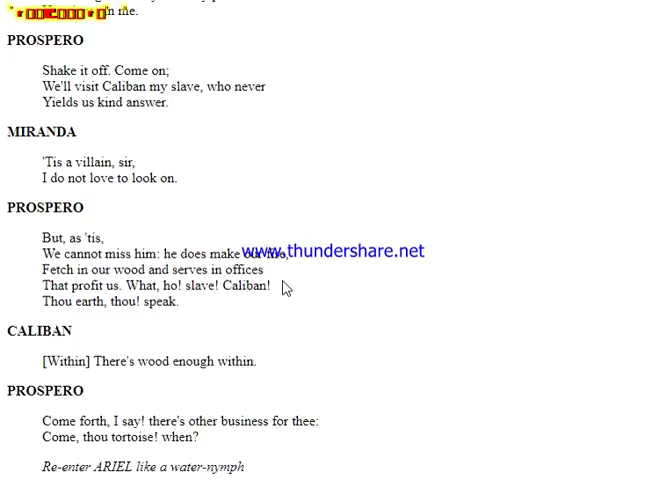 in me.
PROSPERO
Shake it off. Come on;
We'll visit Caliban my slave, who never
Yields us kind answer.
MIRANDA
'Tis a villain, sir,
I do not love to look on.
PROSPERO
But, as 'tis,
We cannot miss him: he does make our fire,
www.thundershare.net
Fetch in our wood and serves in offices
That profit us. What, ho! slave! Caliban!
Thou earth, thou! speak.
CALIBAN
[Within] There's wood enough within.
PROSPERO
Come forth, I say! there's other business for thee:
Come, thou tortoise! when?
Re-enter ARIEL like a water-nymph